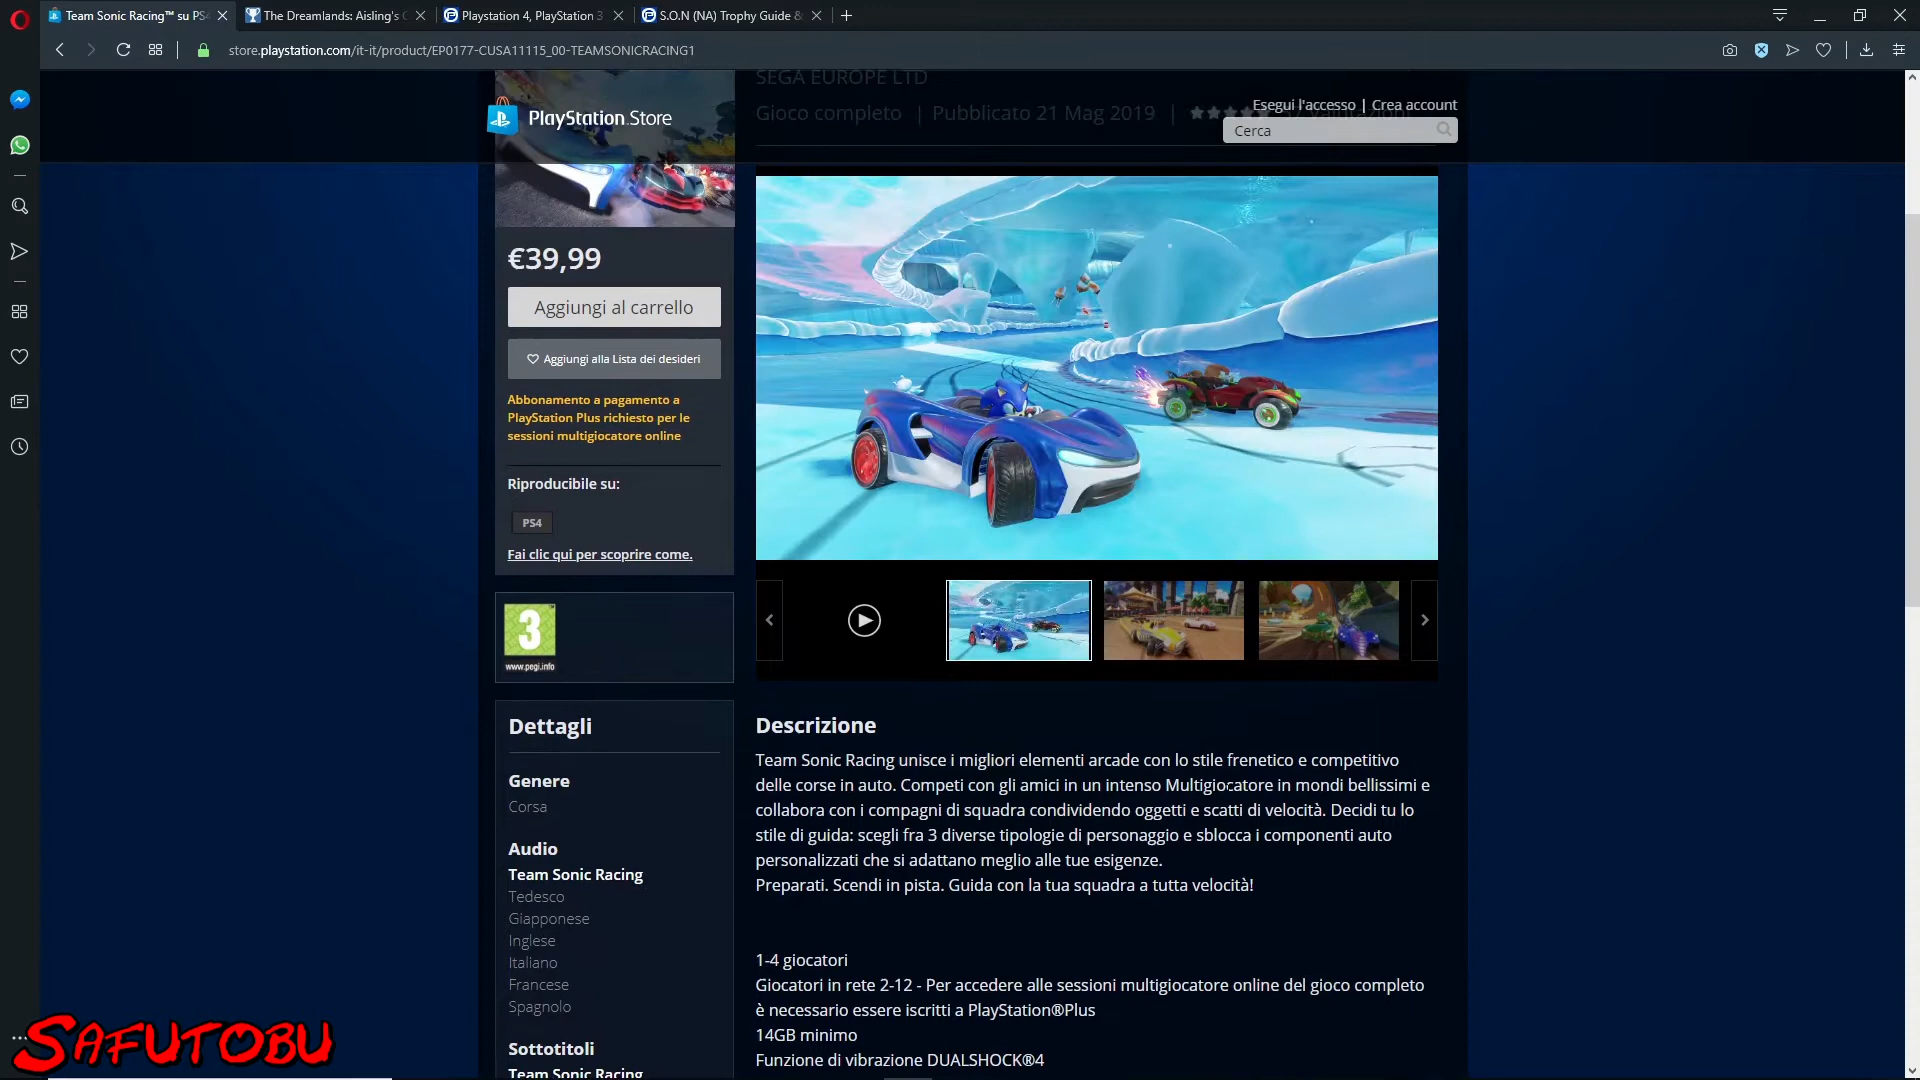 Team Sonic Racing™ su PS4
The Dreamlands: Aisling's
Playstation 4, PlayStation 3
S.O.N (NA) Trophy Guide &
store.playstation.com/it-it/product/EP0177-CUSA11115_00-TEAMSONICRACING1
SEGA EUROPE LTD
Gioco completo | Pubblicato 21 Mag 2019 |
PlayStation.Store
Esegui l'accesso | Crea account
Cerca
€39,99
Aggiungi al carrello
Aggiungi alla Lista dei desideri
Abbonamento a pagamento a
PlayStation Plus richiesto per le
sessioni multigiocatore online
Riproducibile su:
PS4
Fai clic qui per scoprire come.
3
www.pegi.info
Dettagli
Genere
Corsa
Audio
Team Sonic Racing
Tedesco
Giapponese
Inglese
Italiano
Francese
Spagnolo
Sottotitoli
Team Sonic Racing
Descrizione
Team Sonic Racing unisce i migliori elementi arcade con lo stile frenetico e competitivo
delle corse in auto. Competi con gli amici in un intenso Multigiocatore in mondi bellissimi e
collabora con i compagni di squadra condividendo oggetti e scatti di velocità. Decidi tu lo
stile di guida: scegli fra 3 diverse tipologie di personaggio e sblocca i componenti auto
personalizzati che si adattano meglio alle tue esigenze.
Preparati. Scendi in pista. Guida con la tua squadra a tutta velocità!
1-4 giocatori
Giocatori in rete 2-12 - Per accedere alle sessioni multigiocatore online del gioco completo
è necessario essere iscritti a PlayStation®Plus
14GB minimo
Funzione di vibrazione DUALSHOCK®4
SAFUTOBU